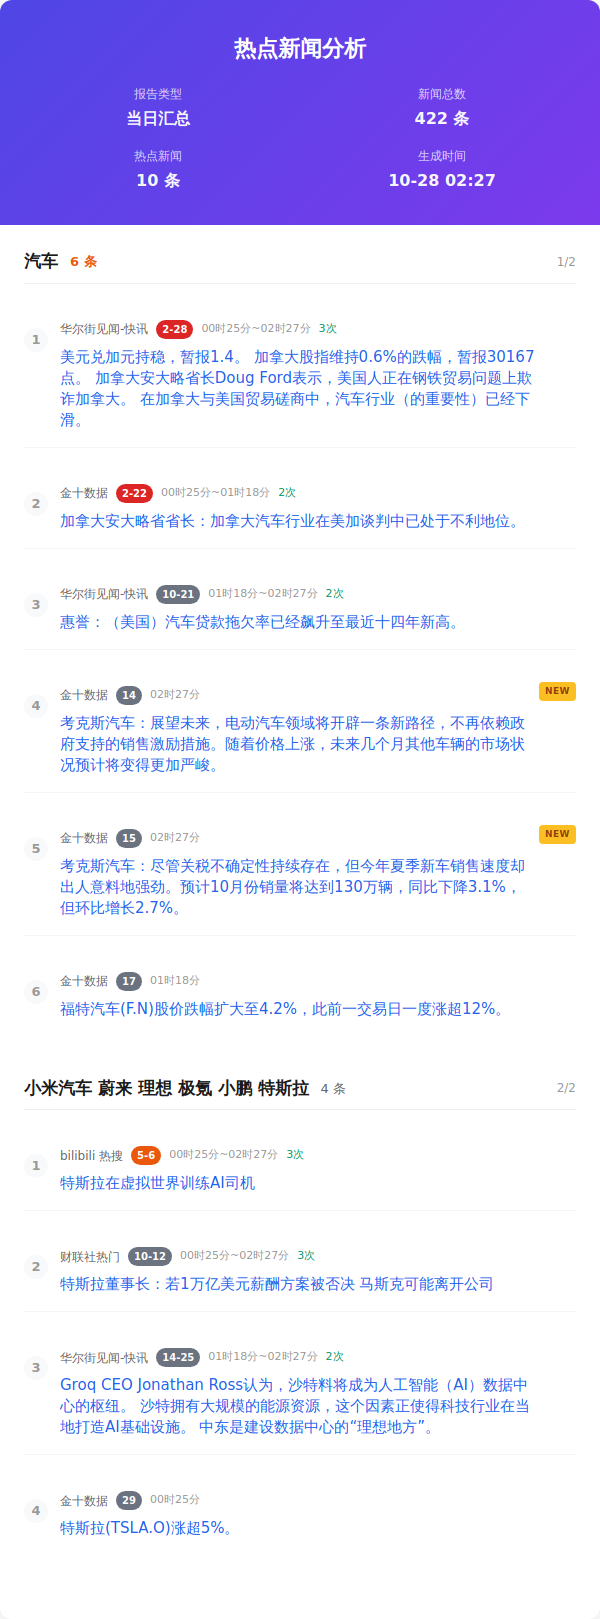 热点新闻分析
报告类型
当日汇总
新闻总数
422 条
热点新闻
10 条
生成时间
10-28 02:27
汽车 6 条 1/2
1
华尔街见闻-快讯 2-28 00时25分~02时27分 3次
美元兑加元持稳，暂报1.4。 加拿大股指维持0.6%的跌幅，暂报30167
点。 加拿大安大略省长Doug Ford表示，美国人正在钢铁贸易问题上欺
诈加拿大。 在加拿大与美国贸易磋商中，汽车行业（的重要性）已经下
滑。
2
金十数据 2-22 00时25分~01时18分 2次
加拿大安大略省省长：加拿大汽车行业在美加谈判中已处于不利地位。
3
华尔街见闻-快讯 10-21 01时18分~02时27分 2次
惠誉：（美国）汽车贷款拖欠率已经飙升至最近十四年新高。
4
金十数据 14 02时27分 NEW
考克斯汽车：展望未来，电动汽车领域将开辟一条新路径，不再依赖政
府支持的销售激励措施。随着价格上涨，未来几个月其他车辆的市场状
况预计将变得更加严峻。
5
金十数据 15 02时27分 NEW
考克斯汽车：尽管关税不确定性持续存在，但今年夏季新车销售速度却
出人意料地强劲。预计10月份销量将达到130万辆，同比下降3.1%，
但环比增长2.7%。
6
金十数据 17 01时18分
福特汽车(F.N)股价跌幅扩大至4.2%，此前一交易日一度涨超12%。
小米汽车 蔚来 理想 极氪 小鹏 特斯拉 4 条 2/2
1
bilibili 热搜 5-6 00时25分~02时27分 3次
特斯拉在虚拟世界训练AI司机
2
财联社热门 10-12 00时25分~02时27分 3次
特斯拉董事长：若1万亿美元薪酬方案被否决 马斯克可能离开公司
3
华尔街见闻-快讯 14-25 01时18分~02时27分 2次
Groq CEO Jonathan Ross认为，沙特料将成为人工智能（AI）数据中
心的枢纽。 沙特拥有大规模的能源资源，这个因素正使得科技行业在当
地打造AI基础设施。 中东是建设数据中心的“理想地方”。
4
金十数据 29 00时25分
特斯拉(TSLA.O)涨超5%。